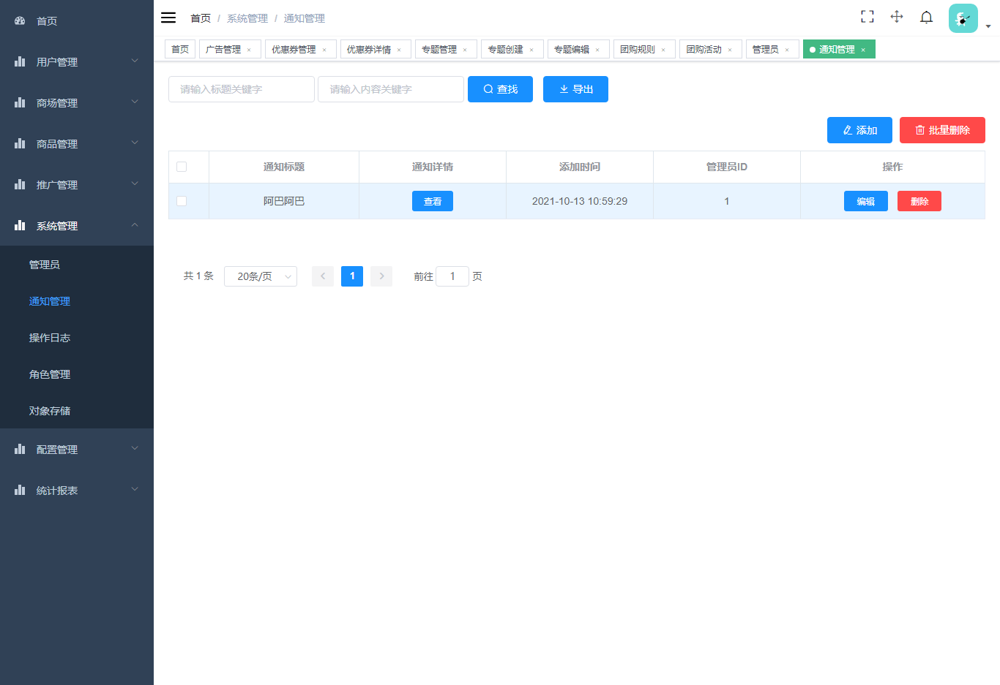 首页
用户管理
商场管理
商品管理
推广管理
系统管理
管理员
通知管理
操作日志
角色管理
对象存储
配置管理
统计报表
首页 / 系统管理 / 通知管理
首页 广告管理 × 优惠券管理 × 优惠券详情 × 专题管理 × 专题创建 × 专题编辑 × 团购规则 × 团购活动 × 管理员 × 通知管理 ×
请输入标题关键字 请输入内容关键字 查找 导出
添加 批量删除
通知标题 通知详情 添加时间 管理员ID 操作
阿巴阿巴 查看 2021-10-13 10:59:29 1 编辑 删除
共 1 条 20条/页 1 前往 1 页